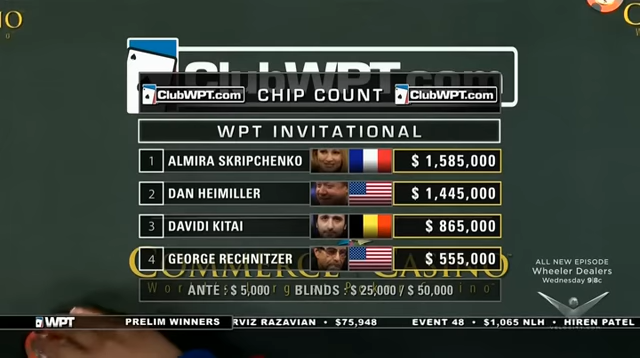 ClubWPT.com
ClubWPT.com CHIP COUNT ClubWPT.com
WPT INVITATIONAL
1 ALMIRA SKRIPCHENKO $ 1,585,000
2 DAN HEIMILLER $ 1,445,000
3 DAVIDI KITAI $ 865,000
4 GEORGE RECHNITZER $ 555,000
COMMERCE CASINO
ANTE : $ 5,000 BLINDS : $ 25,000 / $ 50,000
ALL NEW EPISODE
Wheeler Dealers
Wednesday 9/8c
WPT PRELIM WINNERS RVIZ RAZAVIAN • $75,948 EVENT 48 • $1,065 NLH • HIREN PATEL